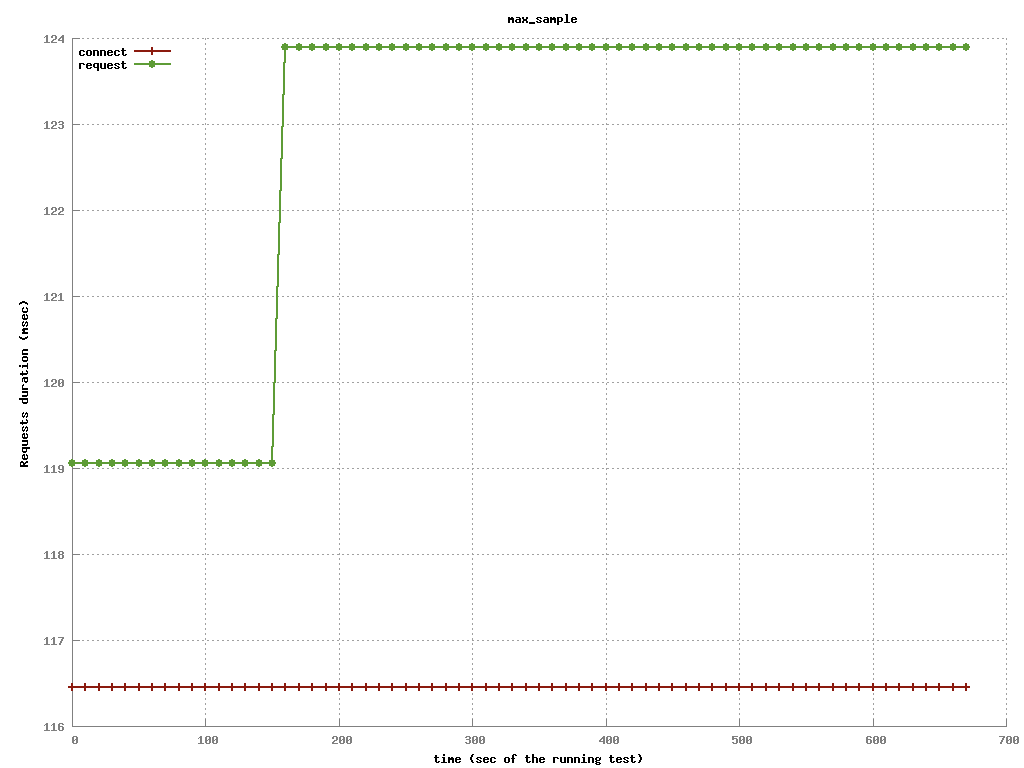 max_sample
connect
request
124
123
122
121
120
119
118
117
116
Requests duration (msec)
0 100 200 300 400 500 600 700
time (sec of the running test)